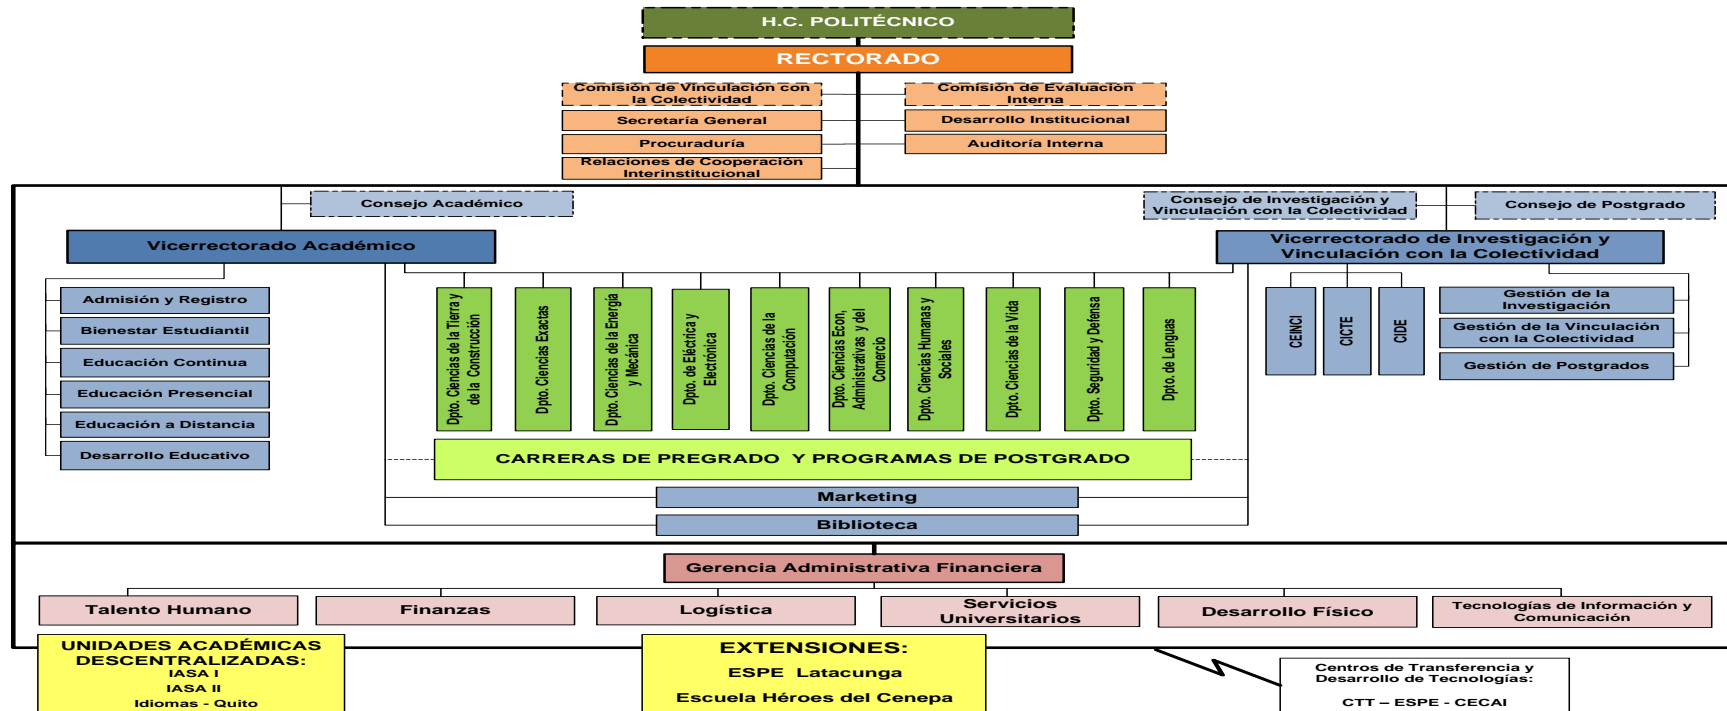 H.C. POLITÉCNICO
RECTORADO
Comisión de Vinculación con
la Colectividad
Comisión de Evaluación
Interna
Secretaría General
Desarrollo Institucional
Procuraduría
Auditoría Interna
Relaciones de Cooperación
Interinstitucional
Consejo Académico
Consejo de Investigación y
Vinculación con la Colectividad
Consejo de Postgrado
Vicerrectorado Académico
Vicerrectorado de Investigación y
Vinculación con la Colectividad
Admisión y Registro
Bienestar Estudiantil
Educación Continua
Educación Presencial
Educación a Distancia
Desarrollo Educativo
Dpto. Ciencias de la Tierra y
de la Construcción
Dpto. Ciencias Exactas
Dpto. Ciencias de la Energía
y Mecánica
Dpto. de Eléctrica y
Electrónica
Dpto. Ciencias de la
Computación
Dpto. Ciencias Econ,
Administrativas y del
Comercio
Dpto. Ciencias Humanas y
Sociales
Dpto. Ciencias de la Vida
Dpto. Seguridad y Defensa
Dpto. de Lenguas
CEINCI
CICTE
CIDE
Gestión de la
Investigación
Gestión de la Vinculación
con la Colectividad
Gestión de Postgrados
CARRERAS DE PREGRADO Y PROGRAMAS DE POSTGRADO
Marketing
Biblioteca
Gerencia Administrativa Financiera
Talento Humano
Finanzas
Logística
Servicios
Universitarios
Desarrollo Físico
Tecnologías de Información y
Comunicación
UNIDADES ACADÉMICAS
DESCENTRALIZADAS:
IASA I
IASA II
Idiomas - Quito
EXTENSIONES:
ESPE Latacunga
Escuela Héroes del Cenepa
Centros de Transferencia y
Desarrollo de Tecnologías:
CTT – ESPE - CECAI